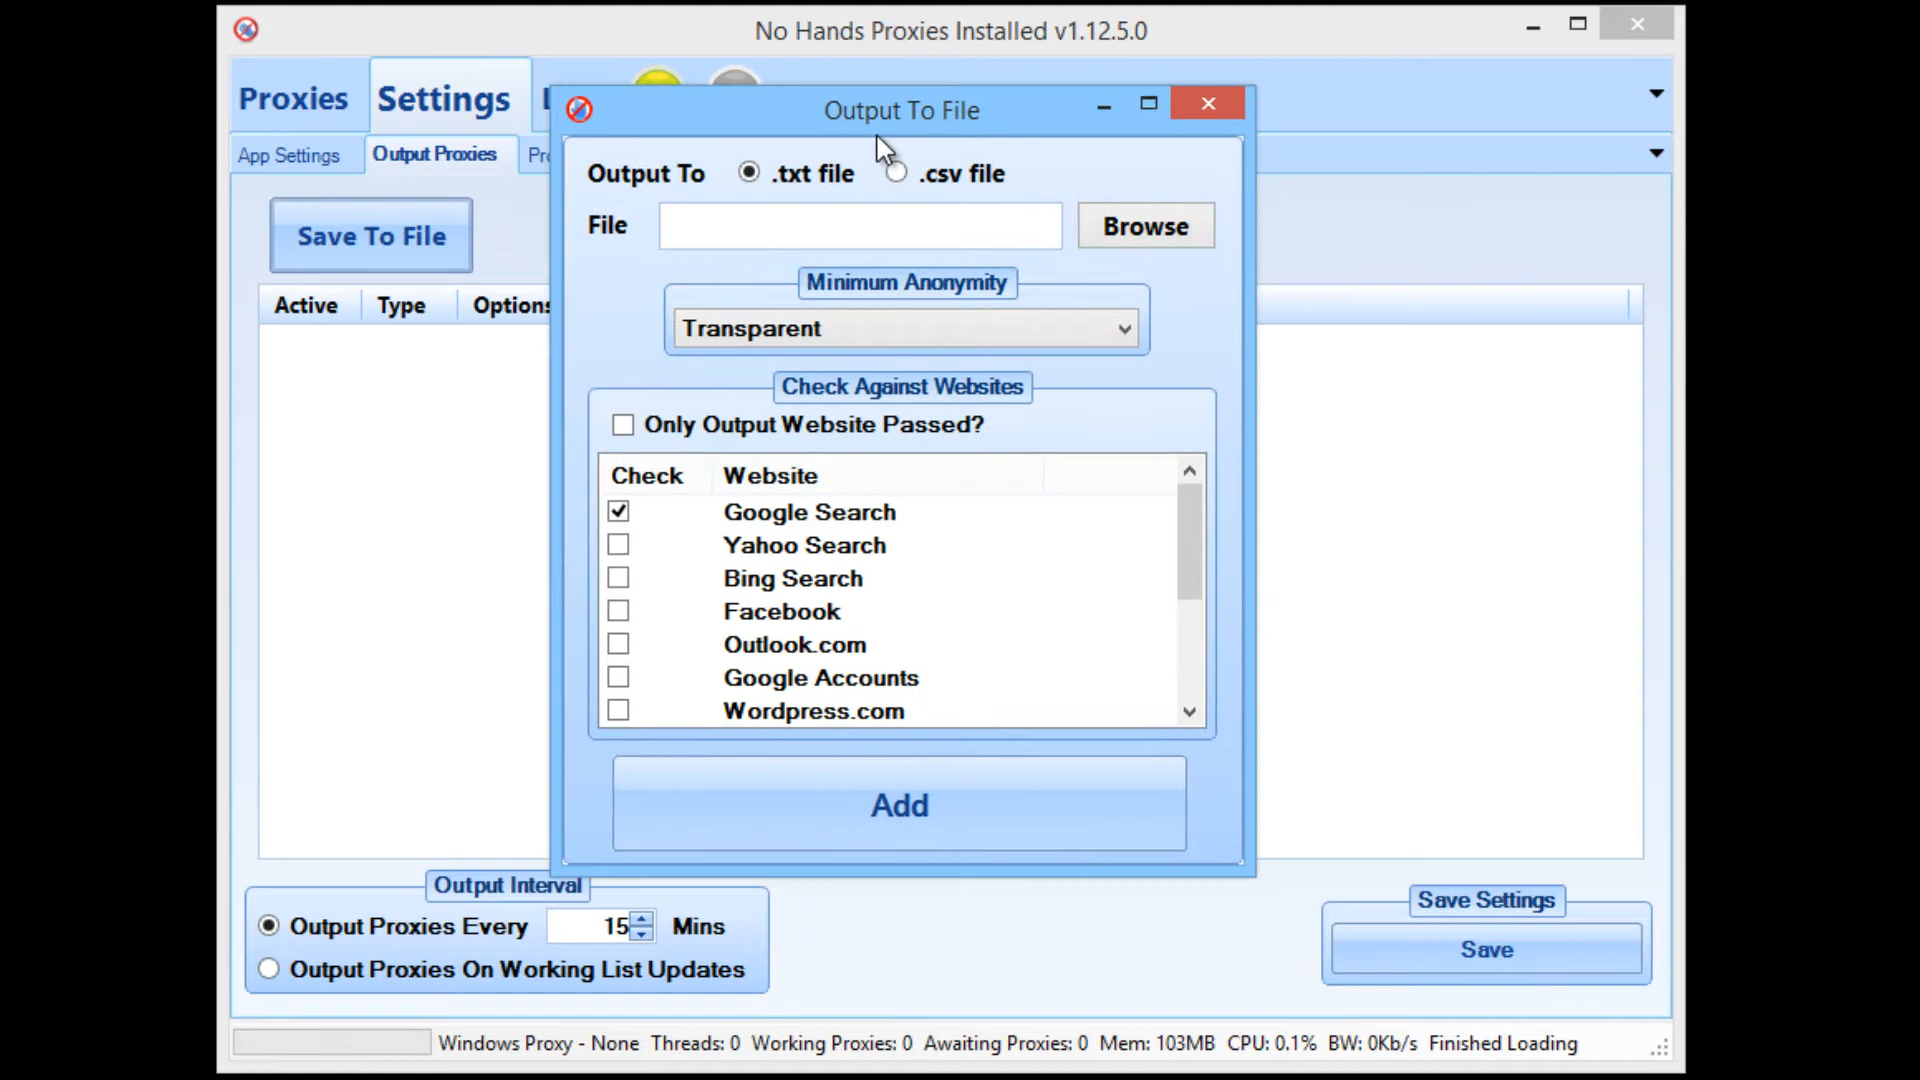 No Hands Proxies Installed v1.12.5.0
Proxies Settings
App Settings Output Proxies
Save To File
Active Type Options
Output To File
Output To .txt file .csv file
File Browse
Minimum Anonymity
Transparent
Check Against Websites
Only Output Website Passed?
Check Website
Google Search
Yahoo Search
Bing Search
Facebook
Outlook.com
Google Accounts
Wordpress.com
Add
Output Interval
Output Proxies Every 15 Mins
Output Proxies On Working List Updates
Save Settings
Save
Windows Proxy - None Threads: 0 Working Proxies: 0 Awaiting Proxies: 0 Mem: 103MB CPU: 0.1% BW: 0Kb/s Finished Loading